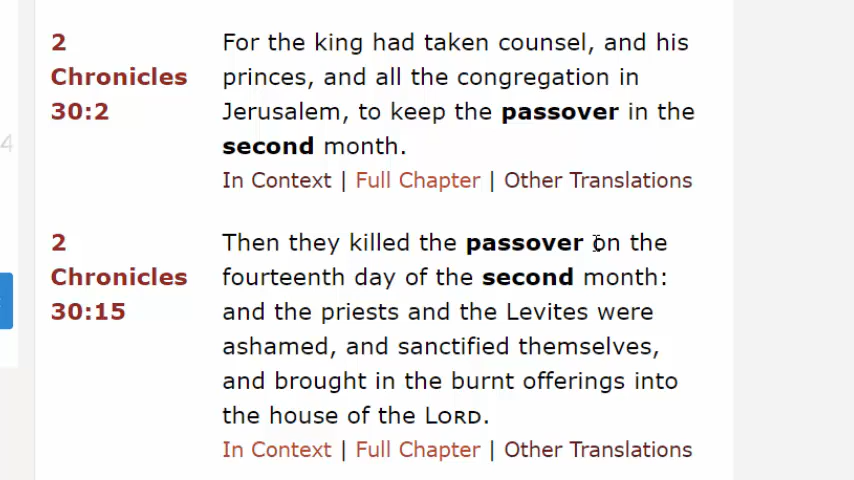 2 Chronicles 30:2
For the king had taken counsel, and his
princes, and all the congregation in
Jerusalem, to keep the passover in the
second month.
In Context | Full Chapter | Other Translations
2 Chronicles 30:15
Then they killed the passover on the
fourteenth day of the second month:
and the priests and the Levites were
ashamed, and sanctified themselves,
and brought in the burnt offerings into
the house of the LORD.
In Context | Full Chapter | Other Translations
4